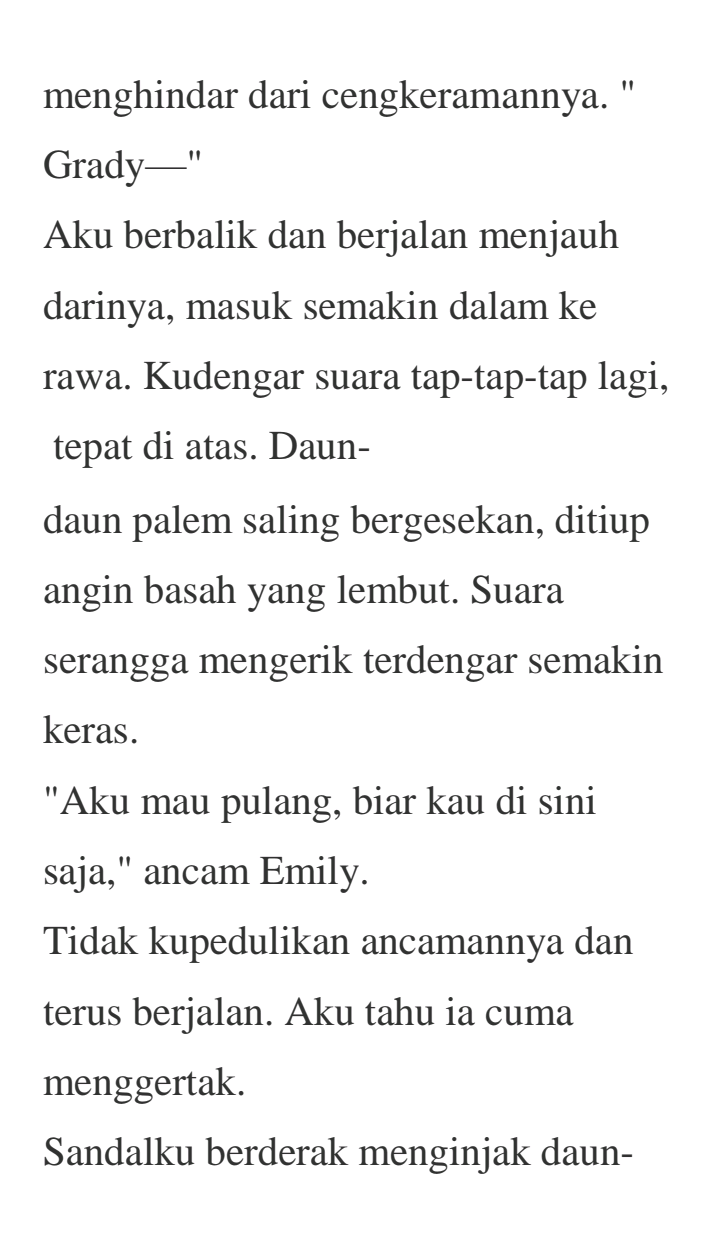 menghindar dari cengkeramannya. "
Grady—"
Aku berbalik dan berjalan menjauh
darinya, masuk semakin dalam ke
rawa. Kudengar suara tap-tap-tap lagi,
tepat di atas. Daun-
daun palem saling bergesekan, ditiup
angin basah yang lembut. Suara
serangga mengerik terdengar semakin
keras.
"Aku mau pulang, biar kau di sini
saja," ancam Emily.
Tidak kupedulikan ancamannya dan
terus berjalan. Aku tahu ia cuma
menggertak.
Sandalku berderak menginjak daun-